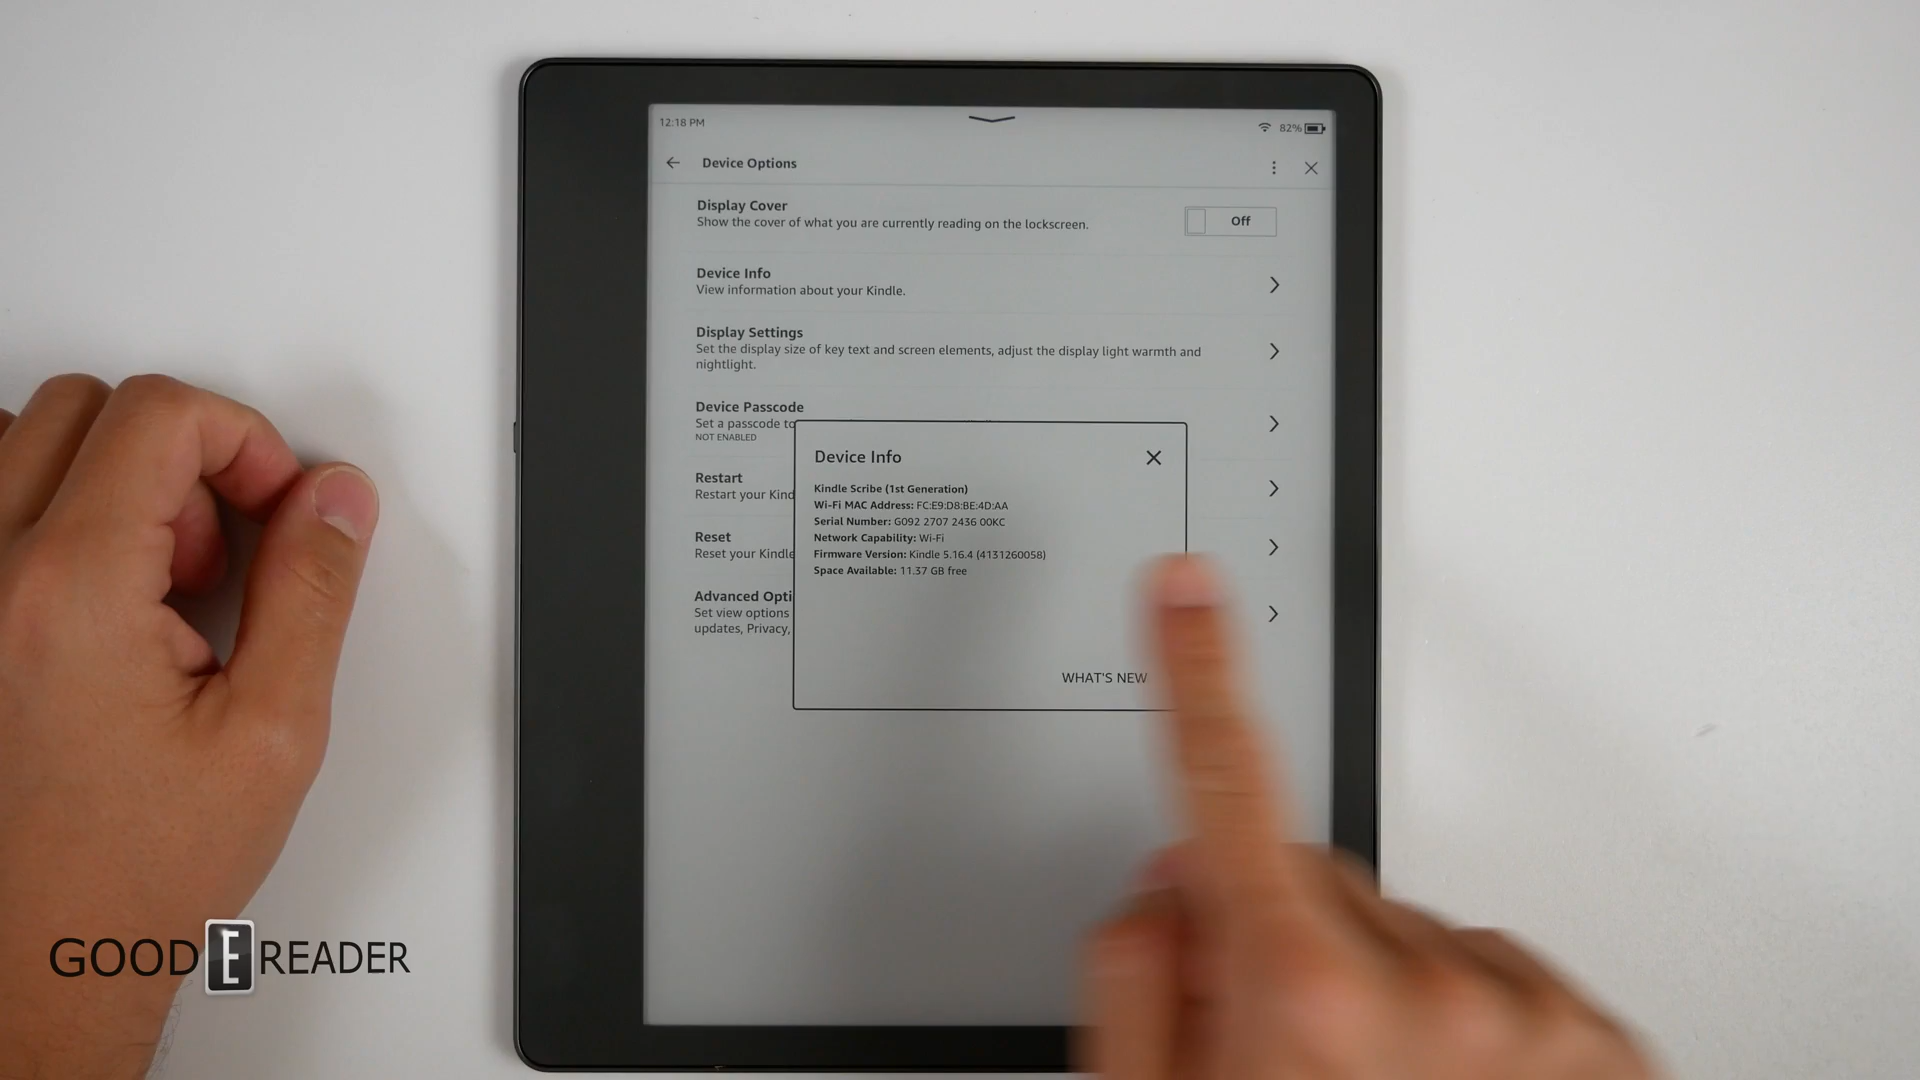 12:18 PM
82%
Device Options
Display Cover
Show the cover of what you are currently reading on the lockscreen.
Off
Device Info
View information about your Kindle.
Display Settings
Set the display size of key text and screen elements, adjust the display light warmth and
nightlight.
Device Passcode
Set a passcode to
NOT ENABLED
Restart
Restart your Kind
Reset
Reset your Kindle
Advanced Opti
Set view options
updates, Privacy,
Device Info
Kindle Scribe (1st Generation)
Wi-Fi MAC Address: FC:E9:D8:BE:4D:AA
Serial Number: G092 2707 2436 00KC
Network Capability: Wi-Fi
Firmware Version: Kindle 5.16.4 (4131260058)
Space Available: 11.37 GB free
WHAT'S NEW
GOOD E READER